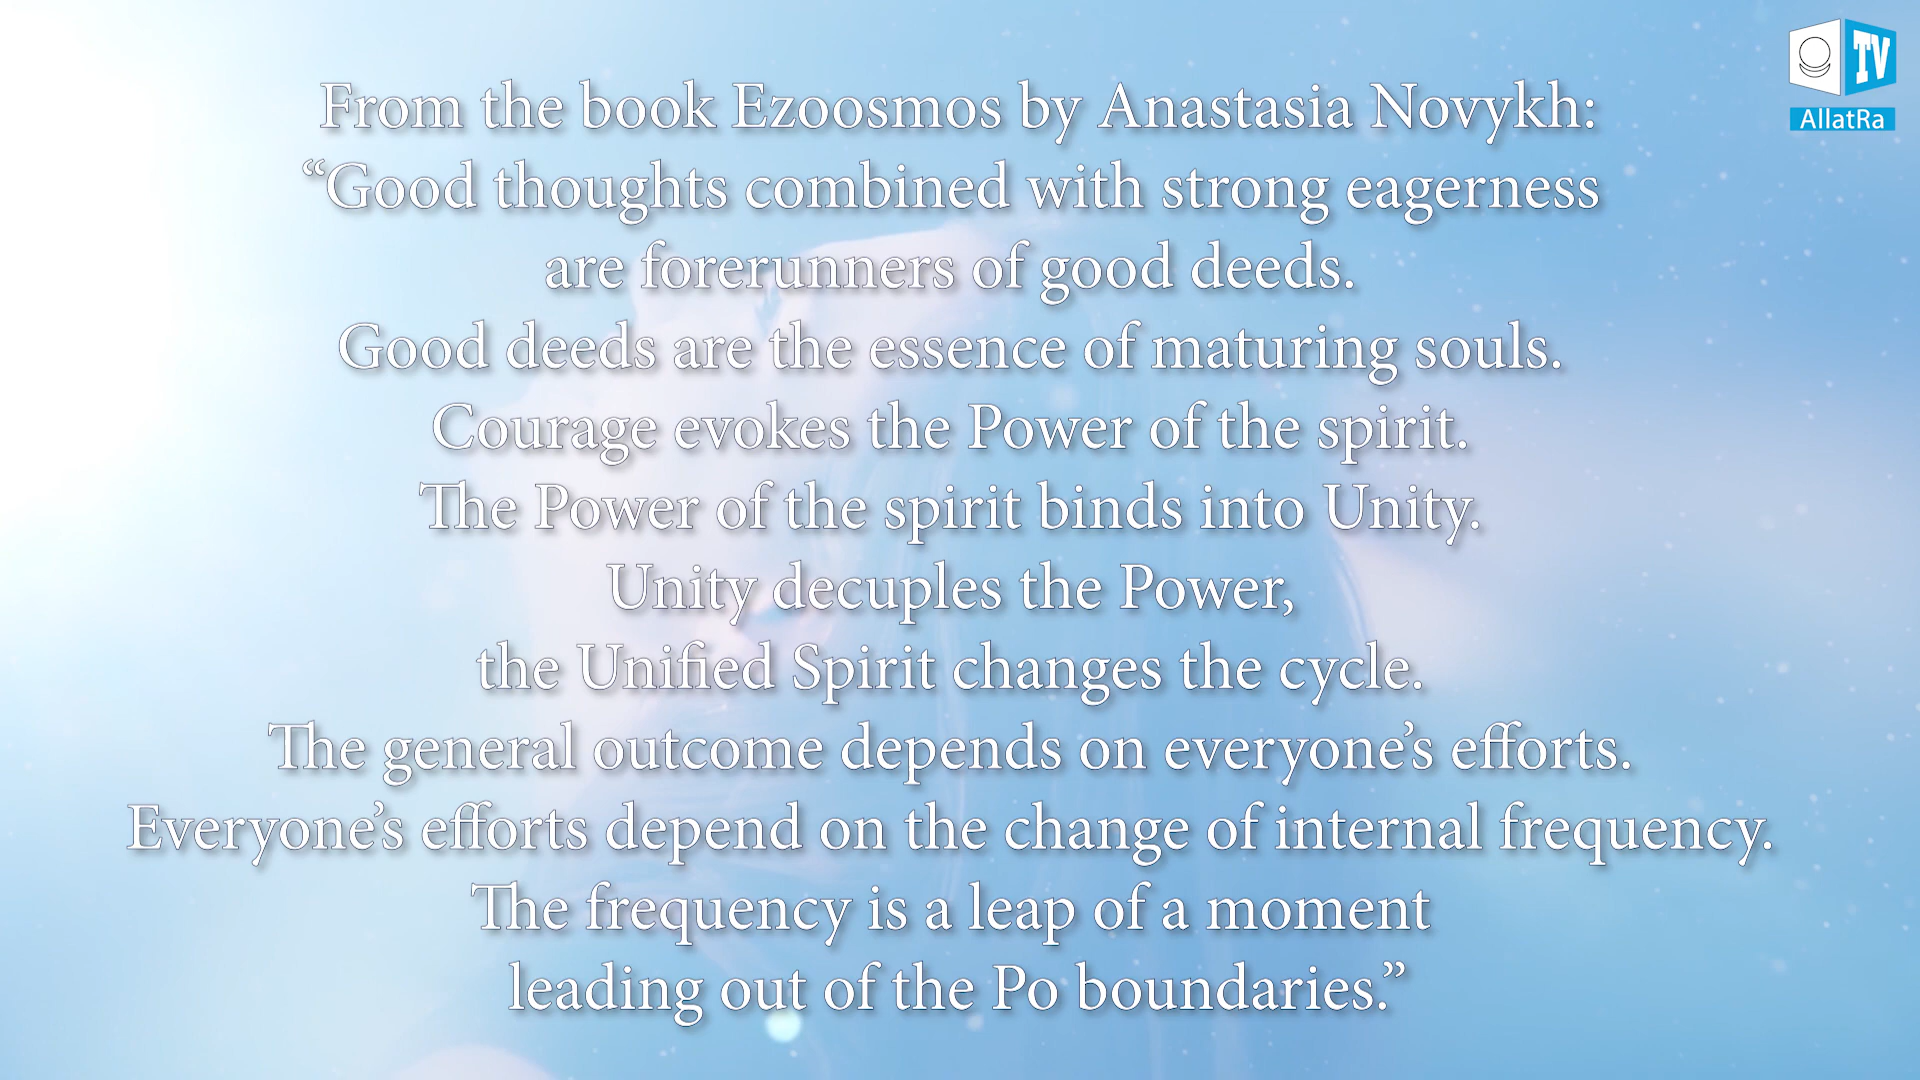 From the book Ezoosmos by Anastasia Novykh:
“Good thoughts combined with strong eagerness
are forerunners of good deeds.
Good deeds are the essence of maturing souls.
Courage evokes the Power of the spirit.
The Power of the spirit binds into Unity.
Unity decuples the Power,
the Unified Spirit changes the cycle.
The general outcome depends on everyone’s efforts.
Everyone’s efforts depend on the change of internal frequency.
The frequency is a leap of a moment
leading out of the Po boundaries.”
TV
AllatRa